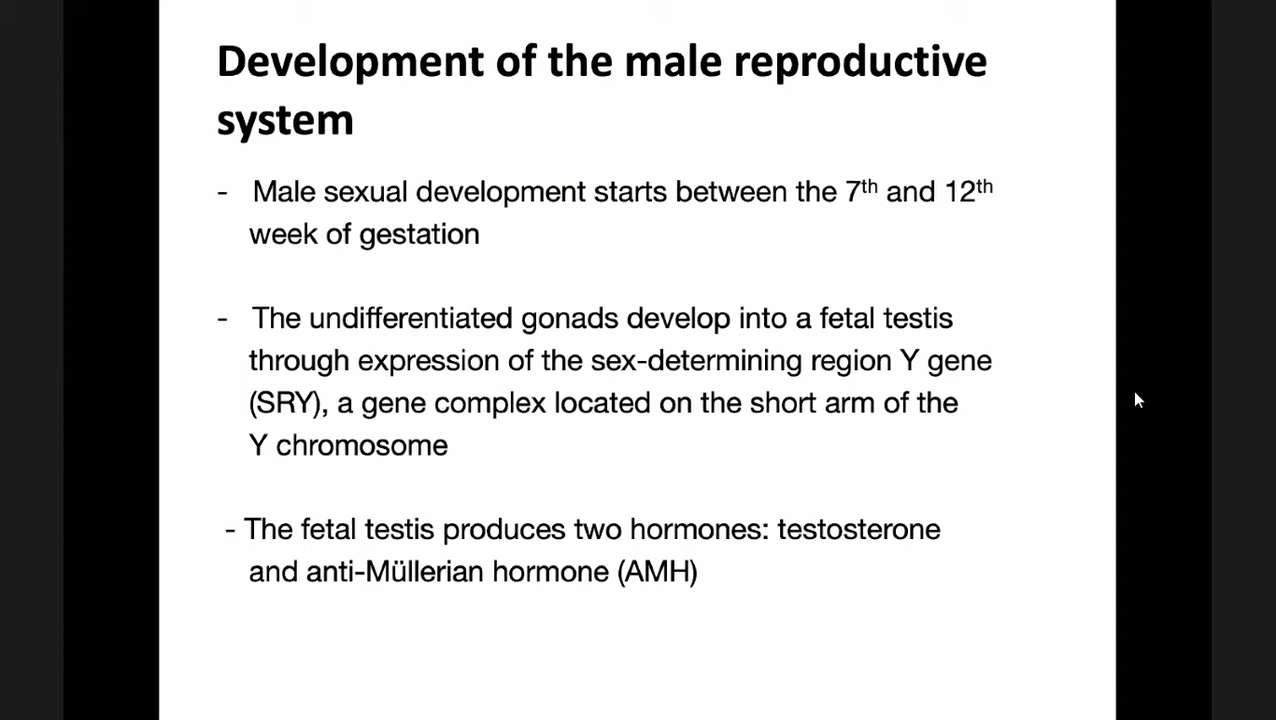 Development of the male reproductive
system
- Male sexual development starts between the 7th and 12th
week of gestation
- The undifferentiated gonads develop into a fetal testis
through expression of the sex-determining region Y gene
(SRY), a gene complex located on the short arm of the
Y chromosome
- The fetal testis produces two hormones: testosterone
and anti-Müllerian hormone (AMH)